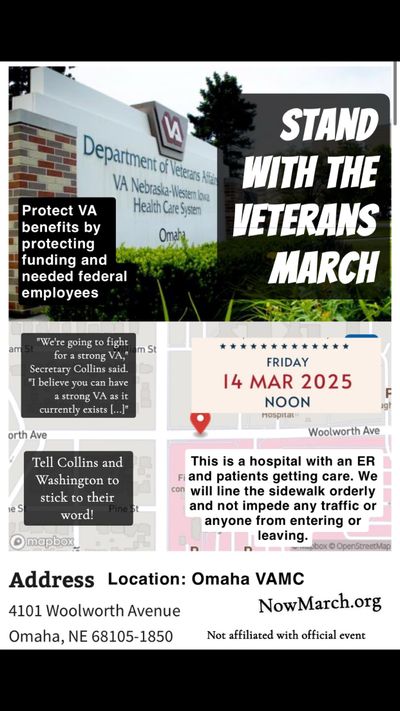 VA
Department of Veterans Affairs
VA Nebraska-Western Iowa
Health Care System
Omaha
STAND
WITH THE
VETERANS
MARCH
Protect VA
benefits by
protecting
funding and
needed federal
employees
"We're going to fight
for a strong VA,"
Secretary Collins said.
"I believe you can have
a strong VA as it
currently exists [...]"
FRIDAY
14 MAR 2025
NOON
Hospital
Woolworth Ave
orth Ave
Tell Collins and
Washington to
stick to their
word!
This is a hospital with an ER
and patients getting care. We
will line the sidewalk orderly
and not impede any traffic or
anyone from entering or
leaving.
Pine St
mapbox
© Mapbox © OpenStreetMap
Address Location: Omaha VAMC
4101 Woolworth Avenue
Omaha, NE 68105-1850
NowMarch.org
Not affiliated with official event